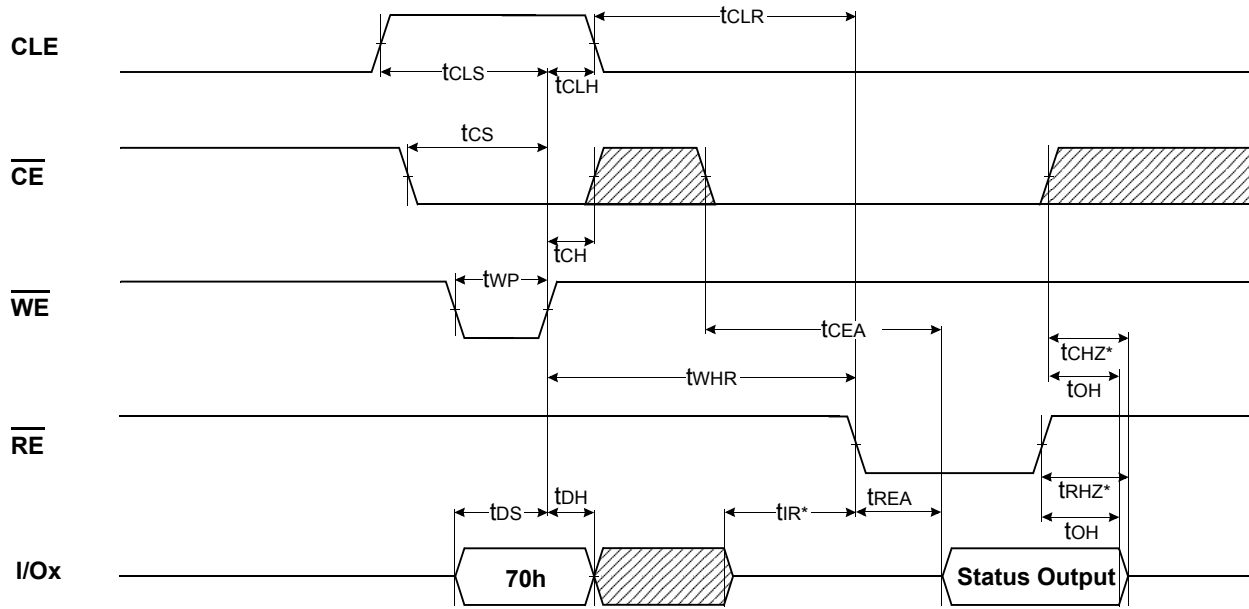 CLE
tCLR
tCLS
tCLH
CE
tCS
tCH
WE
tWP
tCEA
tCHZ*
tWHR
tOH
RE
tRHZ*
tDH
tDS
tIR*
tREA
tOH
I/Ox
70h
Status Output